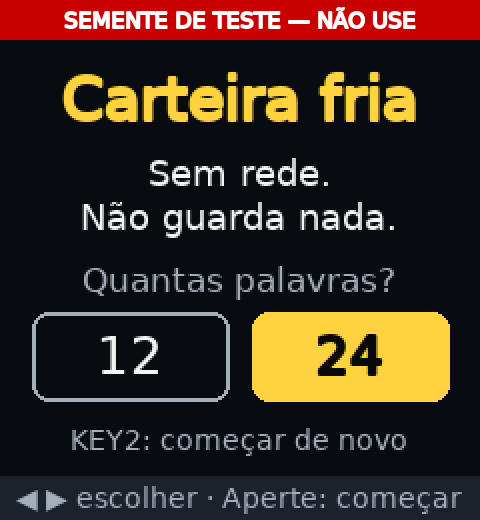 SEMENTE DE TESTE — NÃO USE
Carteira fria
Sem rede.
Não guarda nada.
Quantas palavras?
12 24
KEY2: começar de novo
◀ ▶ escolher · Aperte: começar